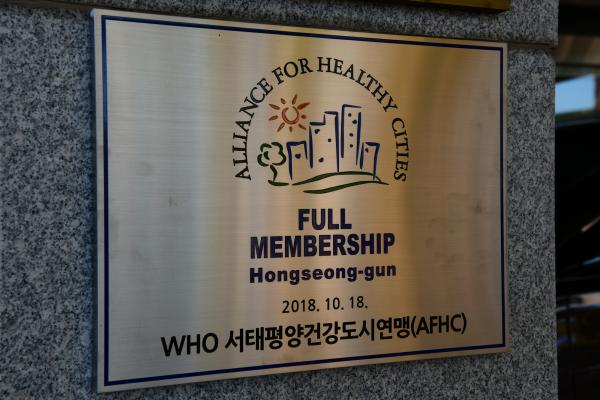 ALLIANCE FOR HEALTHY CITIES
FULL
MEMBERSHIP
Hongseong-gun
2018. 10. 18.
WHO 서태평양건강도시연맹(AFHC)